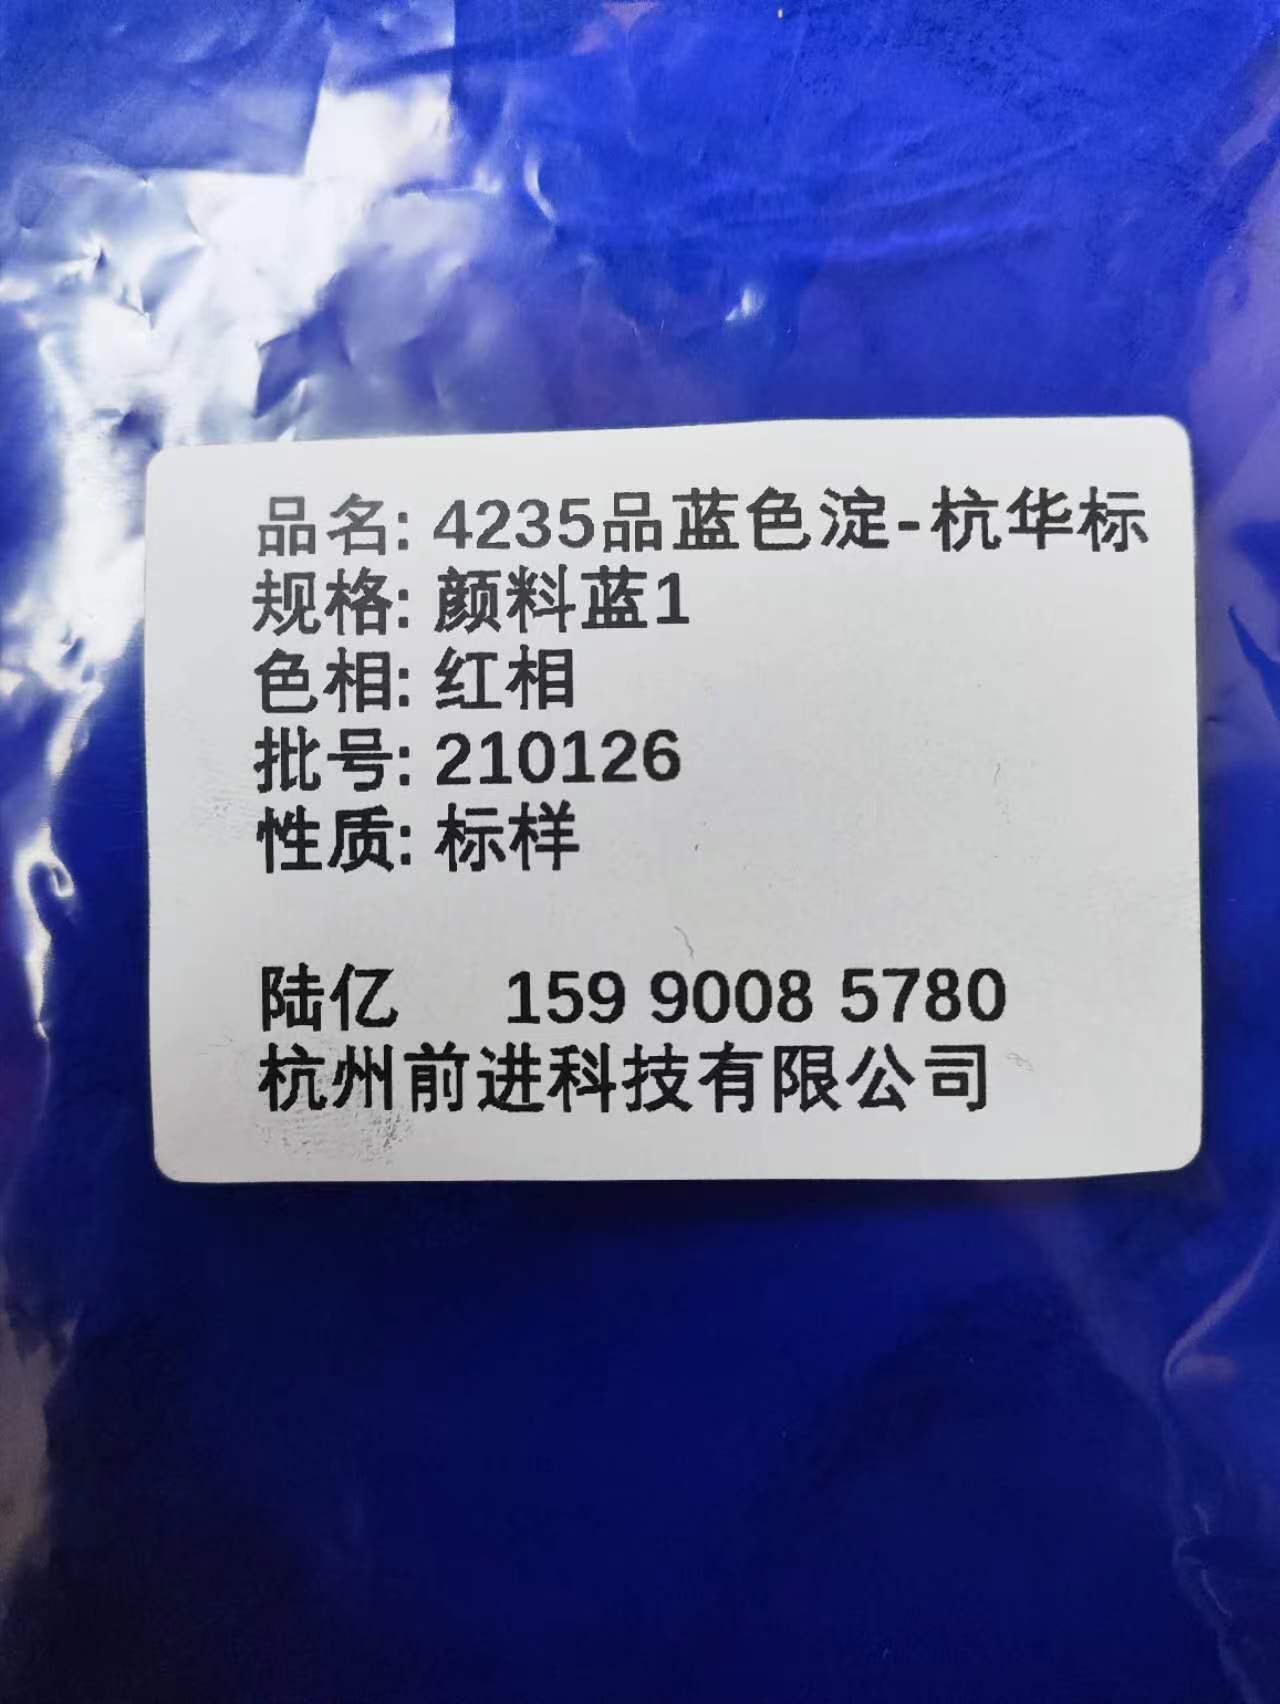 品名: 4235品蓝色淀-杭华标
规格: 颜料蓝1
色相: 红相
批号: 210126
性质: 标样
陆亿 159 9008 5780
杭州前进科技有限公司